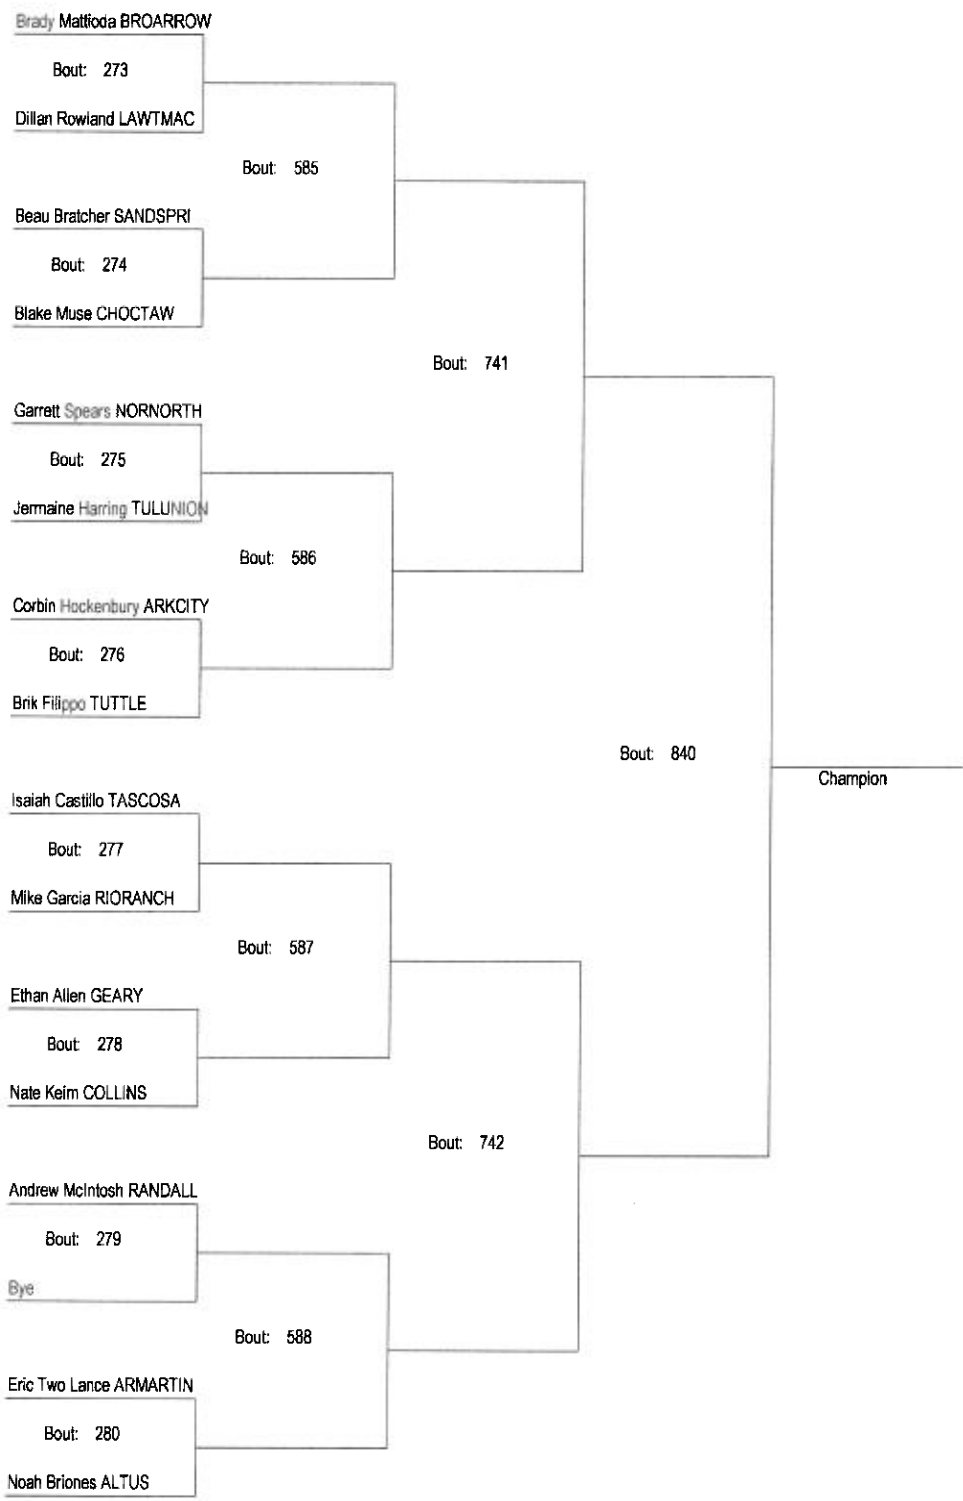 Brady Mattioda BROARROW
Bout: 273
Dillan Rowland LAWTMAC
Bout: 585
Beau Bratcher SANDSPRI
Bout: 274
Blake Muse CHOCTAW
Bout: 741
Garrett Spears NORNORTH
Bout: 275
Jermaine Harring TULUNION
Bout: 586
Corbin Hockenbury ARKCITY
Bout: 276
Brik Filippo TUTTLE
Bout: 840
Champion
Isaiah Castillo TASCOSA
Bout: 277
Mike Garcia RIORANCH
Bout: 587
Ethan Allen GEARY
Bout: 278
Nate Keim COLLINS
Bout: 742
Andrew McIntosh RANDALL
Bout: 279
Bye
Bout: 588
Eric Two Lance ARMARTIN
Bout: 280
Noah Briones ALTUS